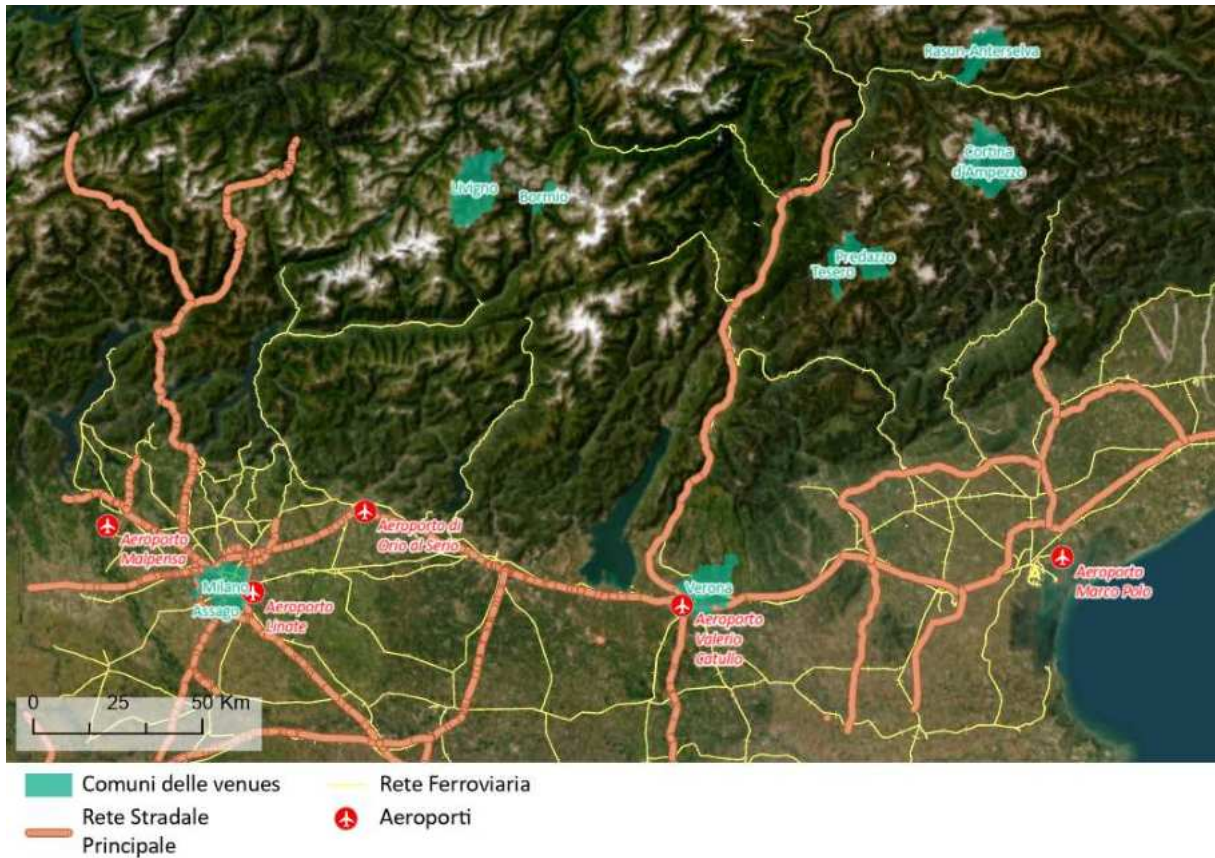 Rasun-Anterselva
Cortina
d'Ampezzo
Livigno
Bormio
Predazzo
Tesero
Aeroporto
Malpensa
Aeroporto di
Orio al Serio
Milano
Assago
Aeroporto
Linate
Verona
Aeroporto
Valerio
Catullo
Aeroporto
Marco Polo
0 25 50 Km
Comuni delle venues
Rete Stradale
Principale
Rete Ferroviaria
Aeroporti